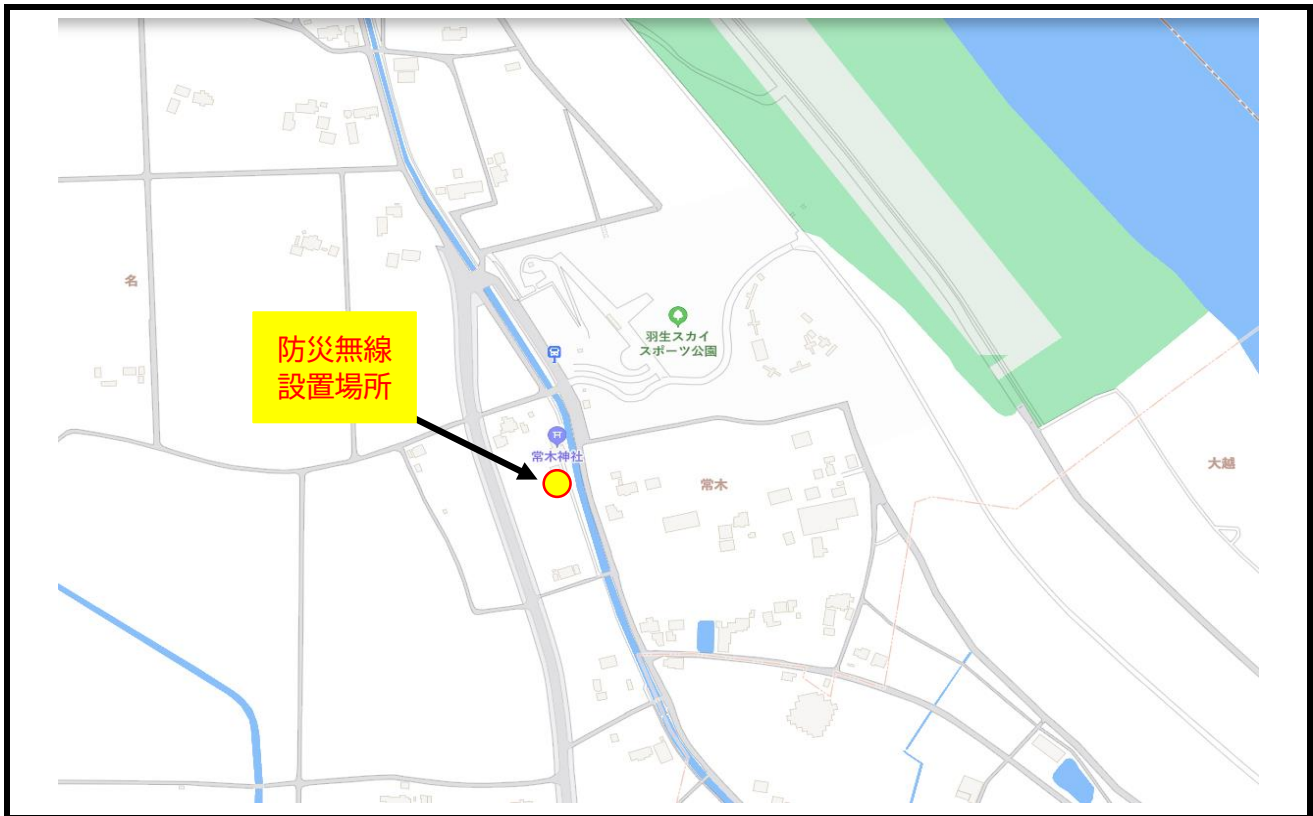 名
防災無線
設置場所
羽生スカイ
スポーツ公園
常木神社
常木
大越